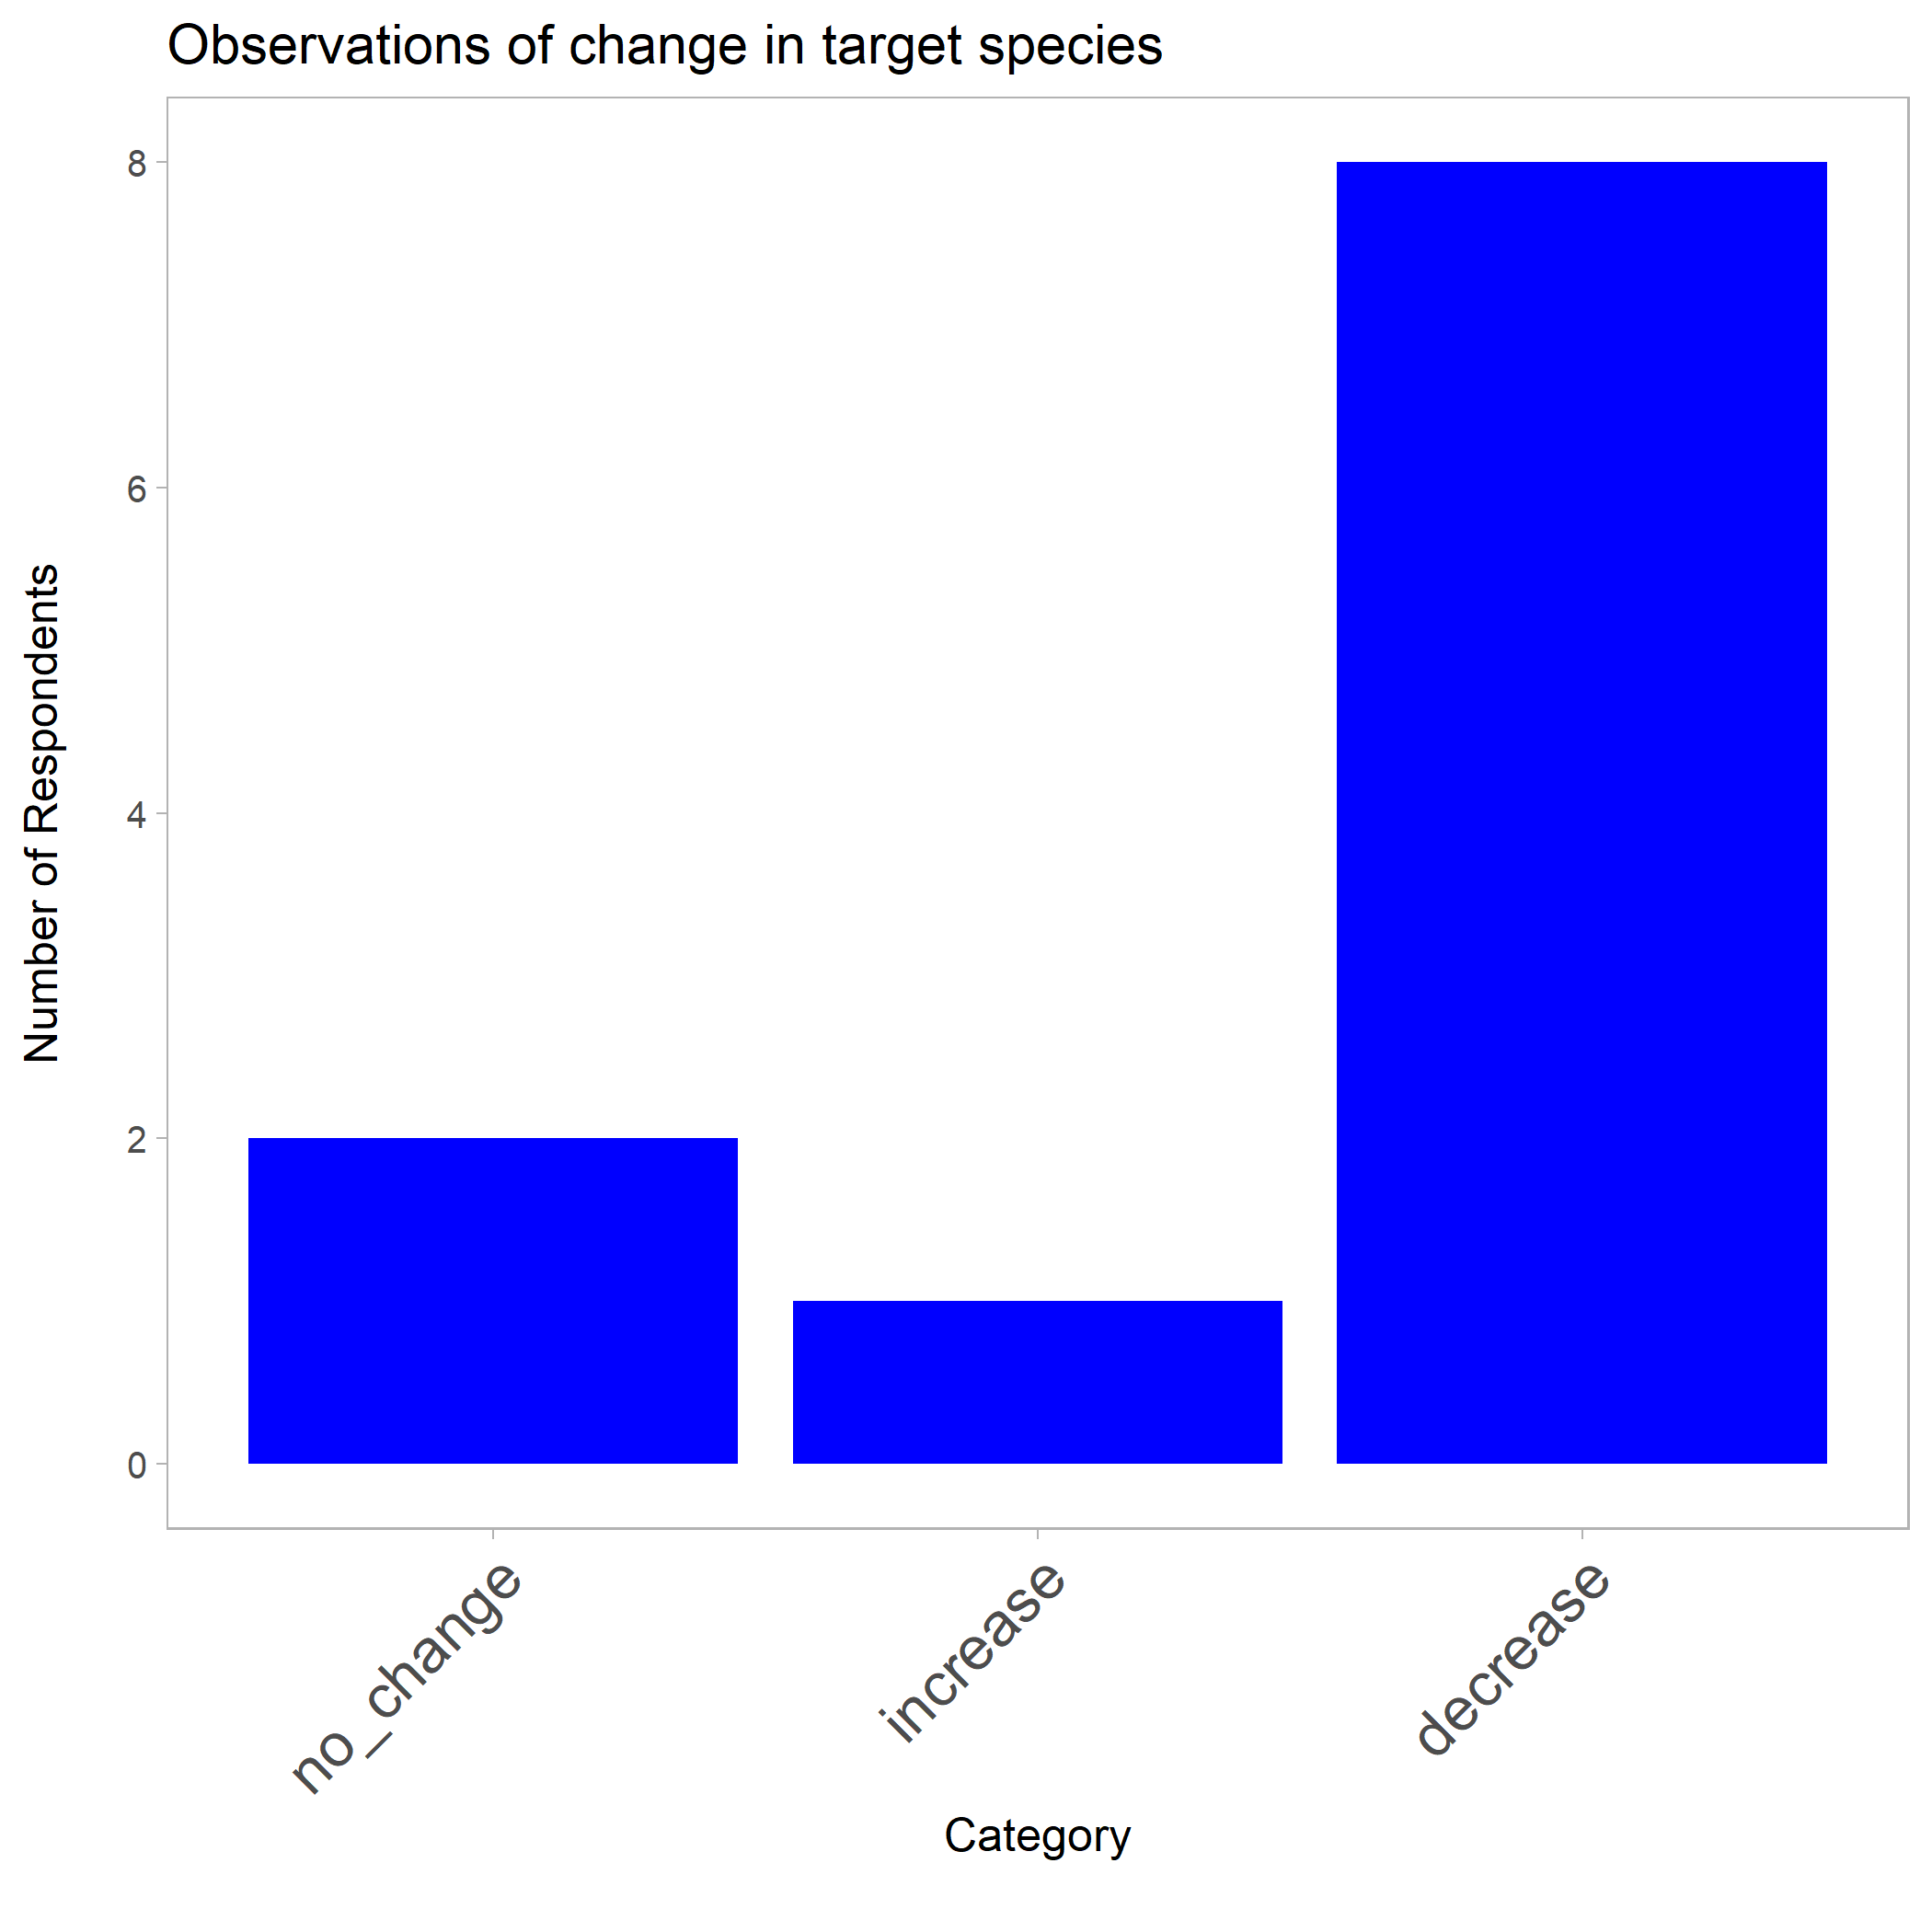 Observations of change in target species
Number of Respondents
8
6
4
2
0
no_change
increase
decrease
Category